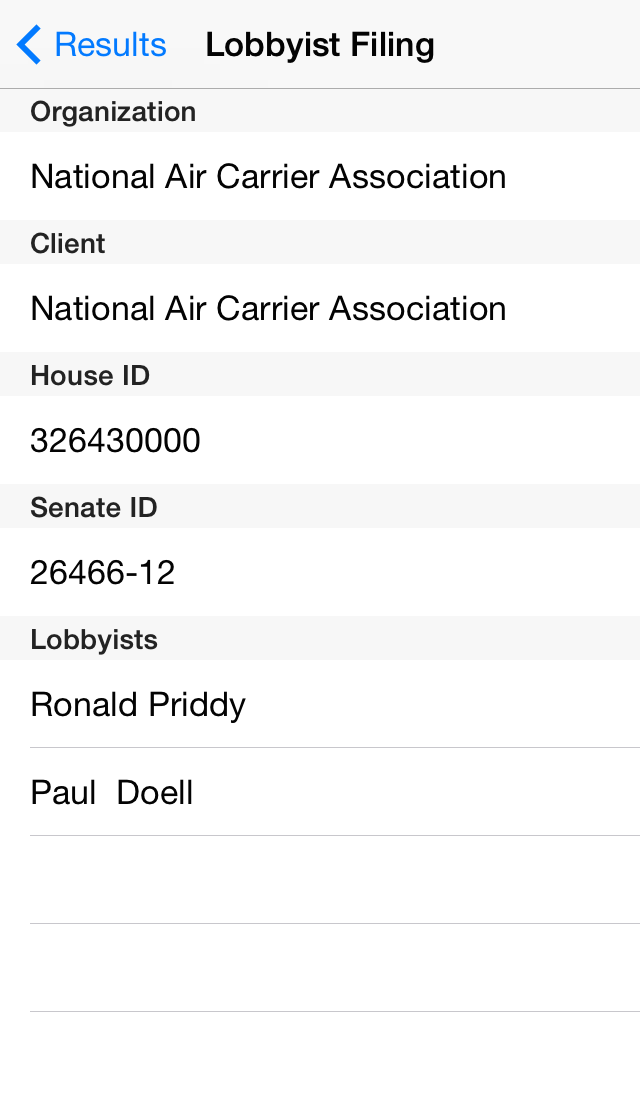 Results Lobbyist Filing
Organization
National Air Carrier Association
Client
National Air Carrier Association
House ID
326430000
Senate ID
26466-12
Lobbyists
Ronald Priddy
Paul  Doell